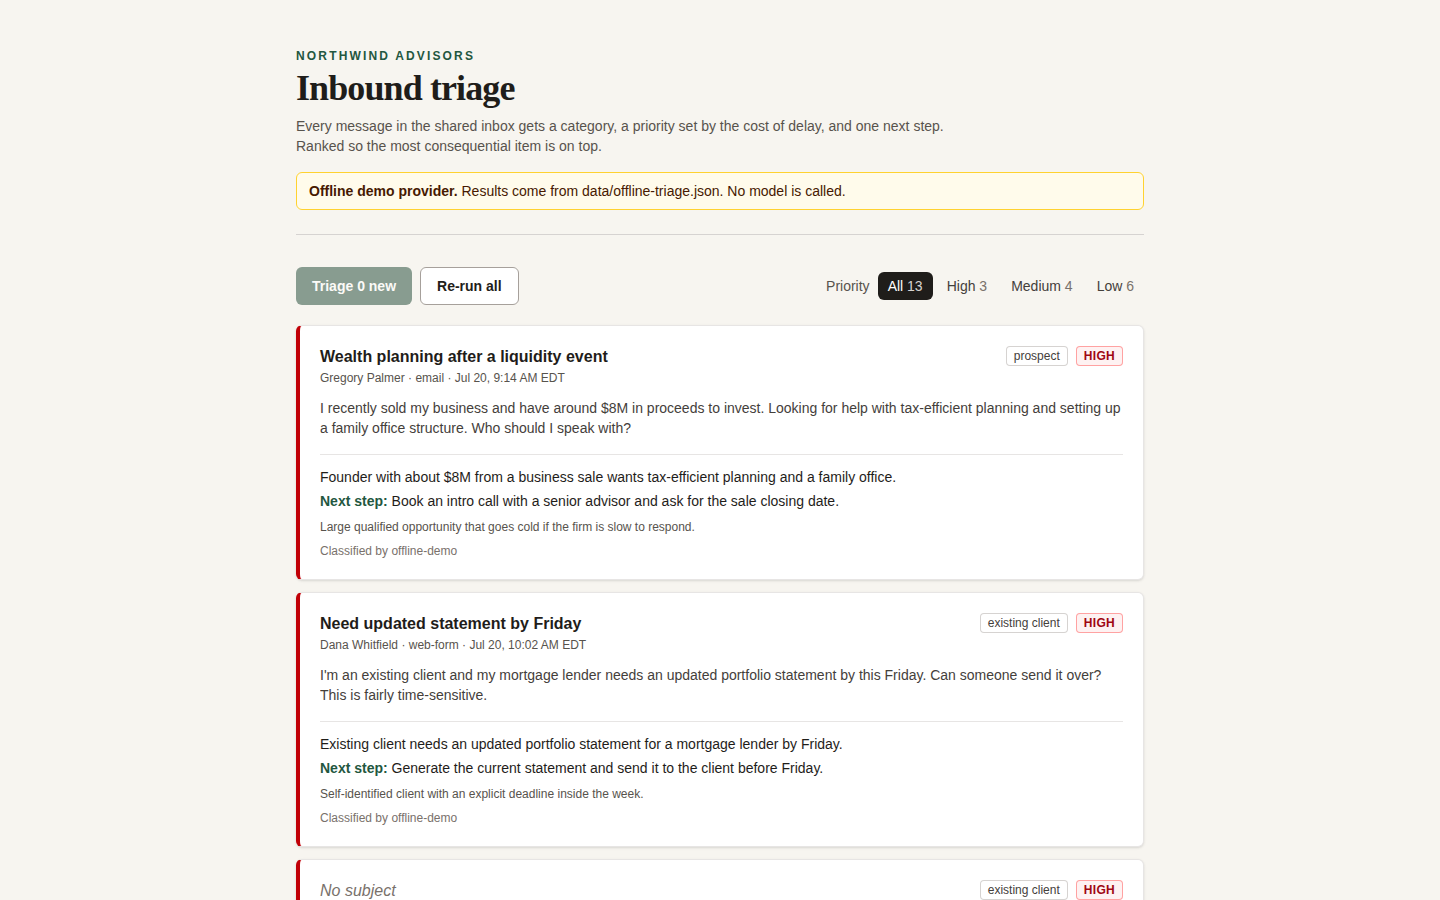 NORTHWIND ADVISORS
Inbound triage
Every message in the shared inbox gets a category, a priority set by the cost of delay, and one next step.
Ranked so the most consequential item is on top.
Offline demo provider. Results come from data/offline-triage.json. No model is called.
Triage 0 new
Re-run all
Priority
All 13
High 3
Medium 4
Low 6
Wealth planning after a liquidity event
prospect
HIGH
Gregory Palmer · email · Jul 20, 9:14 AM EDT
I recently sold my business and have around $8M in proceeds to invest. Looking for help with tax-efficient planning and setting up
a family office structure. Who should I speak with?
Founder with about $8M from a business sale wants tax-efficient planning and a family office.
Next step: Book an intro call with a senior advisor and ask for the sale closing date.
Large qualified opportunity that goes cold if the firm is slow to respond.
Classified by offline-demo
Need updated statement by Friday
existing client
HIGH
Dana Whitfield · web-form · Jul 20, 10:02 AM EDT
I'm an existing client and my mortgage lender needs an updated portfolio statement by this Friday. Can someone send it over?
This is fairly time-sensitive.
Existing client needs an updated portfolio statement for a mortgage lender by Friday.
Next step: Generate the current statement and send it to the client before Friday.
Self-identified client with an explicit deadline inside the week.
Classified by offline-demo
No subject
existing client
HIGH